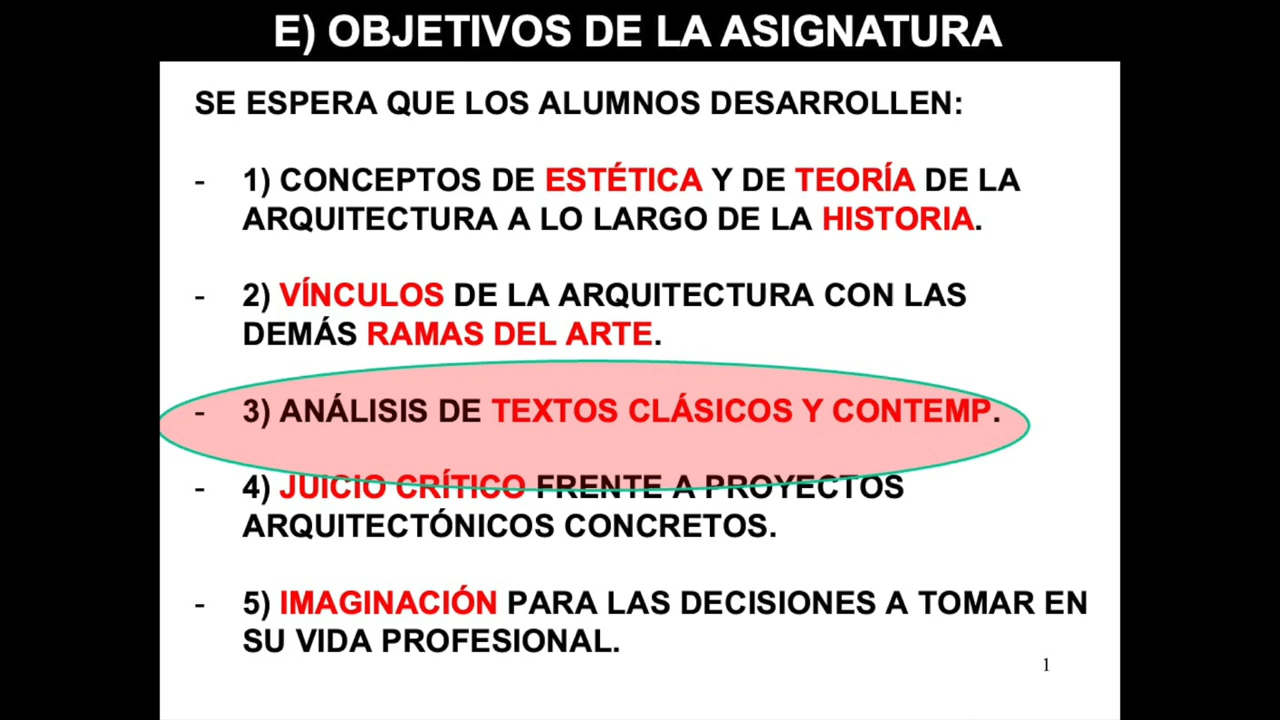 E) OBJETIVOS DE LA ASIGNATURA
SE ESPERA QUE LOS ALUMNOS DESARROLLEN:
- 1) CONCEPTOS DE ESTÉTICA Y DE TEORÍA DE LA
ARQUITECTURA A LO LARGO DE LA HISTORIA.
- 2) VÍNCULOS DE LA ARQUITECTURA CON LAS
DEMÁS RAMAS DEL ARTE.
- 3) ANÁLISIS DE TEXTOS CLÁSICOS Y CONTEMP.
- 4) JUICIO CRÍTICO FRENTE A PROYECTOS
ARQUITECTÓNICOS CONCRETOS.
- 5) IMAGINACIÓN PARA LAS DECISIONES A TOMAR EN
SU VIDA PROFESIONAL.
1